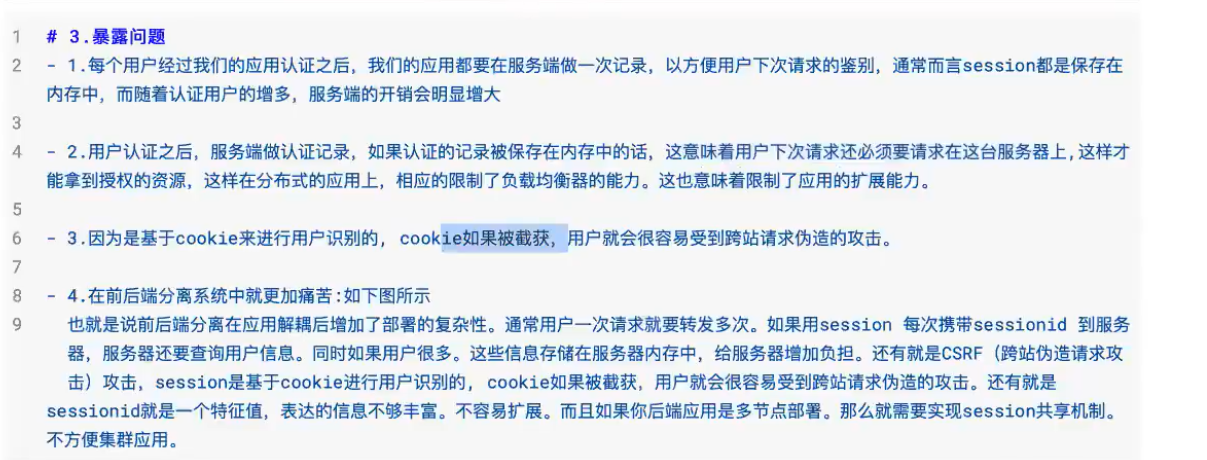 1 # 3.暴露问题
2 - 1.每个用户经过我们的应用认证之后，我们的应用都要在服务端做一次记录，以方便用户下次请求的鉴别，通常而言session都是保存在
内存中，而随着认证用户的增多，服务端的开销会明显增大
3
4 - 2.用户认证之后，服务端做认证记录，如果认证的记录被保存在内存中的话，这意味着用户下次请求还必须要请求在这台服务器上,这样才
能拿到授权的资源，这样在分布式的应用上，相应的限制了负载均衡器的能力。这也意味着限制了应用的扩展能力。
5
6 - 3.因为是基于cookie来进行用户识别的, cookie如果被截获，用户就会很容易受到跨站请求伪造的攻击。
7
8 - 4.在前后端分离系统中就更加痛苦:如下图所示
9 也就是说前后端分离在应用解耦后增加了部署的复杂性。通常用户一次请求就要转发多次。如果用session 每次携带sessionid 到服务
器，服务器还要查询用户信息。同时如果用户很多。这些信息存储在服务器内存中，给服务器增加负担。还有就是CSRF（跨站伪造请求攻
击）攻击，session是基于cookie进行用户识别的, cookie如果被截获，用户就会很容易受到跨站请求伪造的攻击。还有就是
sessionid就是一个特征值，表达的信息不够丰富。不容易扩展。而且如果你后端应用是多节点部署。那么就需要实现session共享机制。
不方便集群应用。